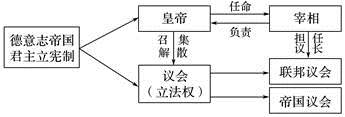 德意志帝国
君主立宪制
皇帝
任命
负责
宰相
召集
解散
担任
议长
议会
(立法权)
联邦议会
帝国议会